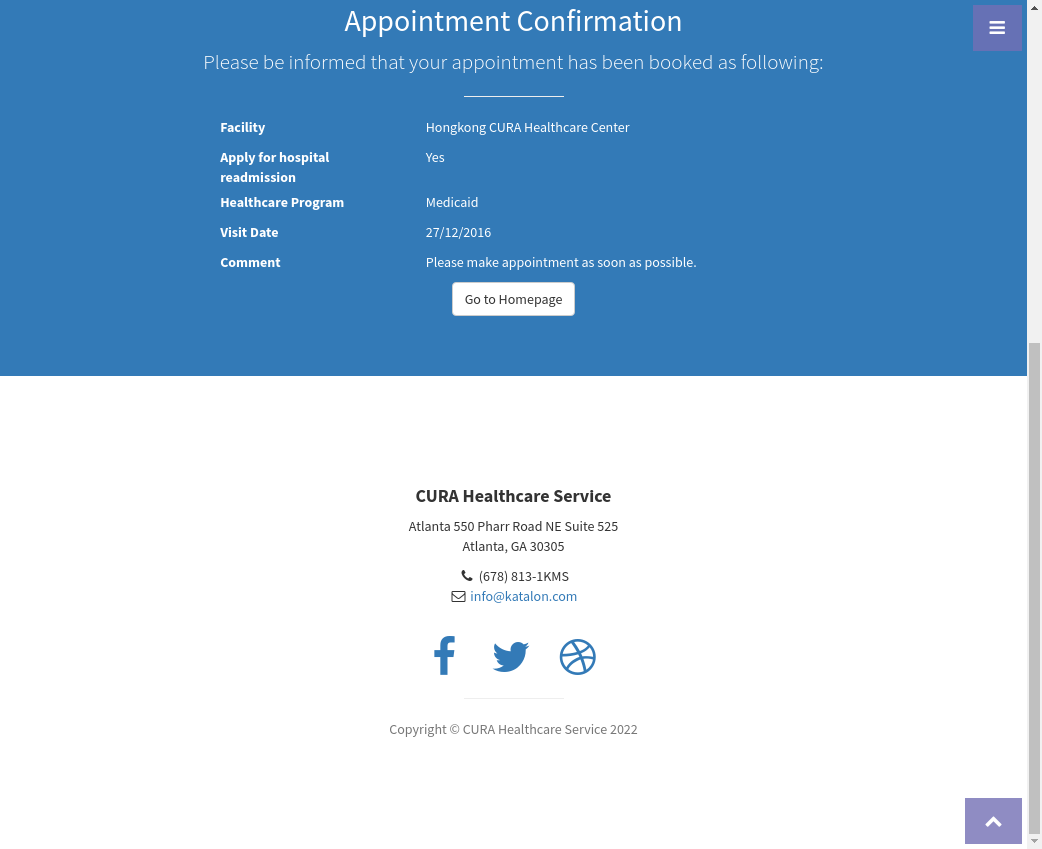 Appointment Confirmation
Please be informed that your appointment has been booked as following:
Facility Hongkong CURA Healthcare Center
Apply for hospital readmission Yes
Healthcare Program Medicaid
Visit Date 27/12/2016
Comment Please make appointment as soon as possible.
Go to Homepage
CURA Healthcare Service
Atlanta 550 Pharr Road NE Suite 525
Atlanta, GA 30305
(678) 813-1KMS
info@katalon.com
Copyright © CURA Healthcare Service 2022